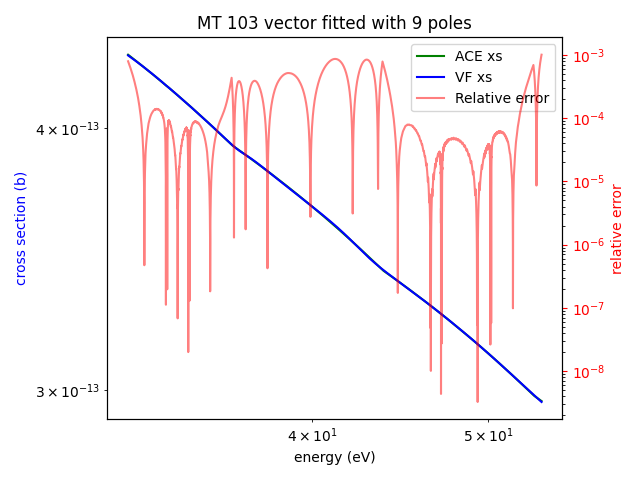 MT 103 vector fitted with 9 poles
ACE xs
VF xs
Relative error
cross section (b)
4 × 10⁻¹³
3 × 10⁻¹³
10⁻³
10⁻⁴
10⁻⁵
10⁻⁶
10⁻⁷
10⁻⁸
relative error
4 × 10¹
5 × 10¹
energy (eV)